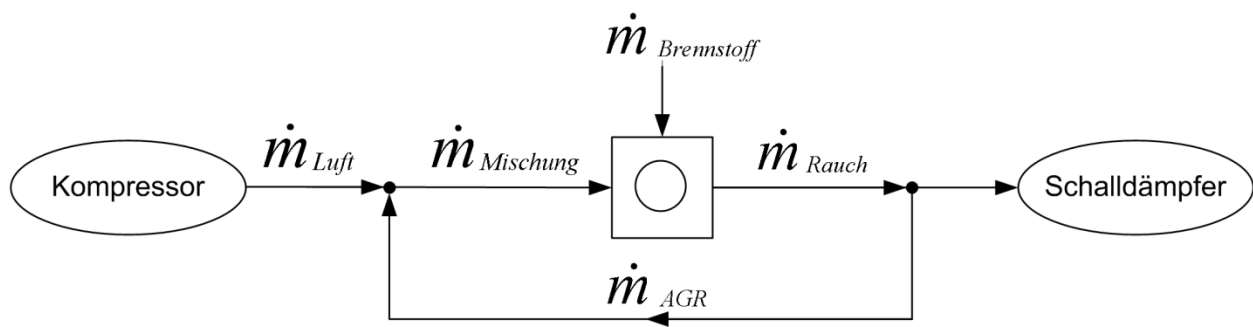 ṁ Brennstoff
ṁ Luft
ṁ Mischung
ṁ Rauch
Kompressor
Schalldämpfer
ṁ AGR